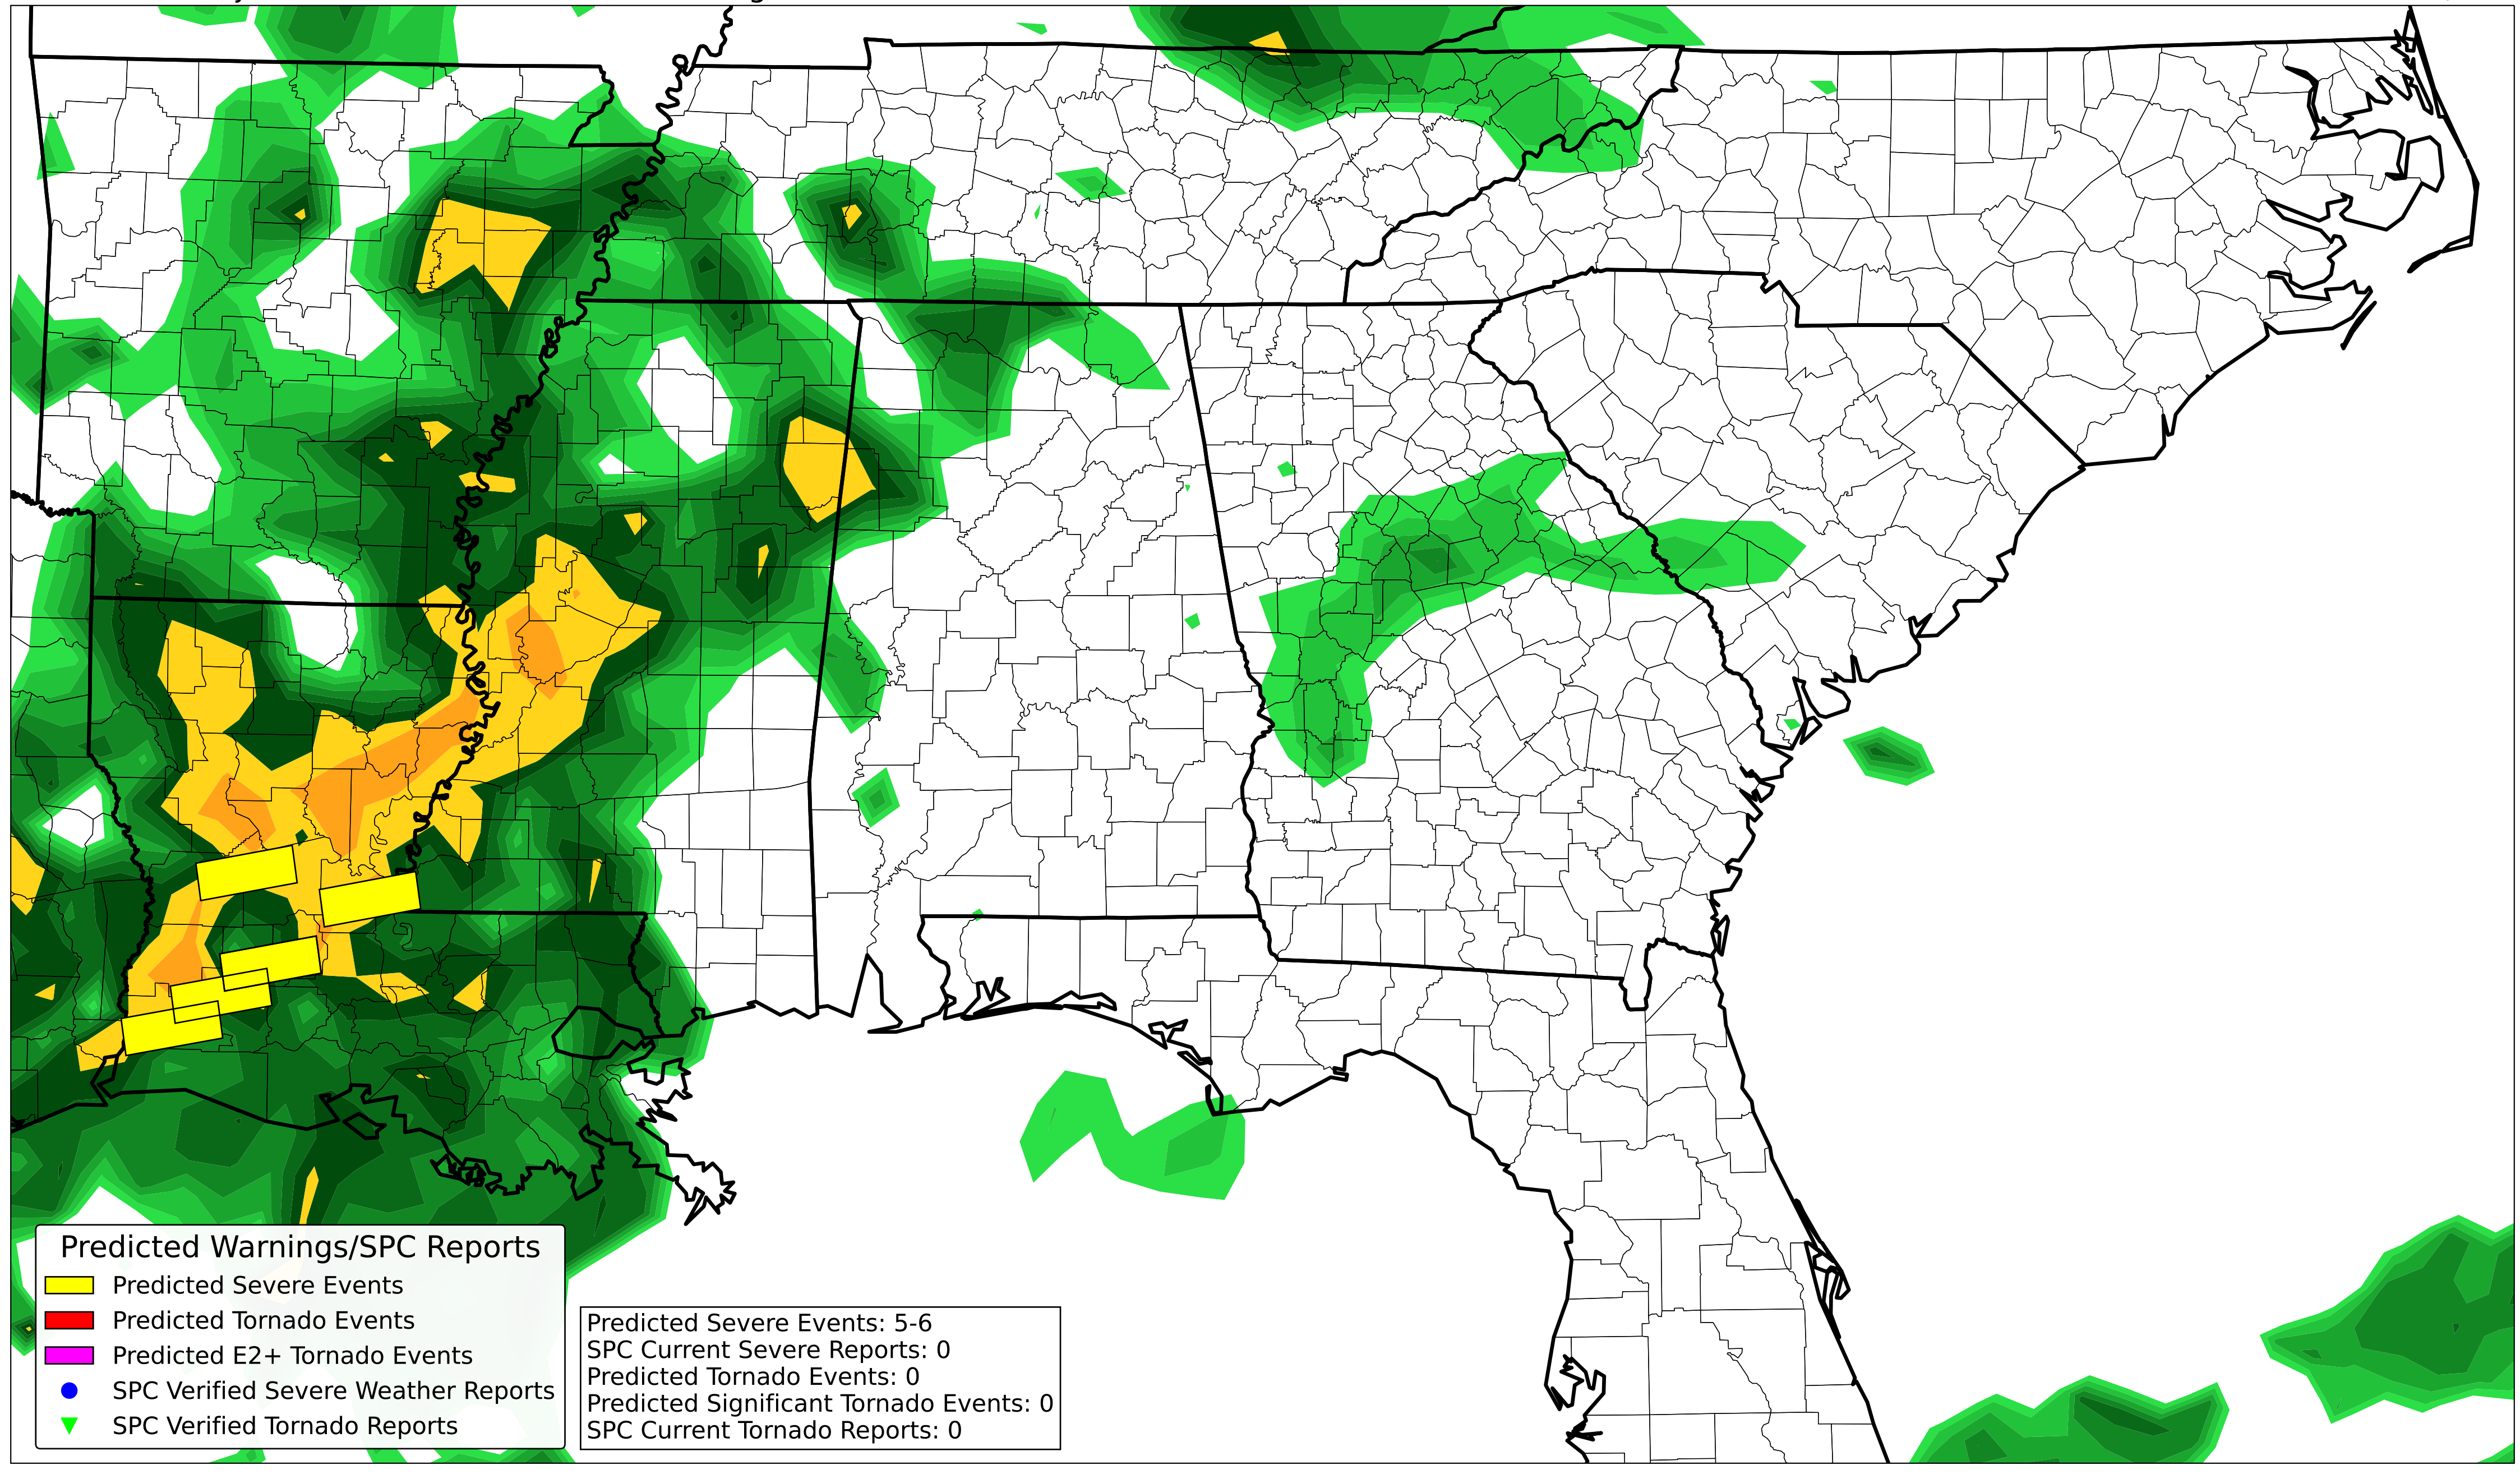 Predicted Warnings/SPC Reports
Predicted Severe Events
Predicted Tornado Events
Predicted E2+ Tornado Events
SPC Verified Severe Weather Reports
SPC Verified Tornado Reports
Predicted Severe Events: 5-6
SPC Current Severe Reports: 0
Predicted Tornado Events: 0
Predicted Significant Tornado Events: 0
SPC Current Tornado Reports: 0